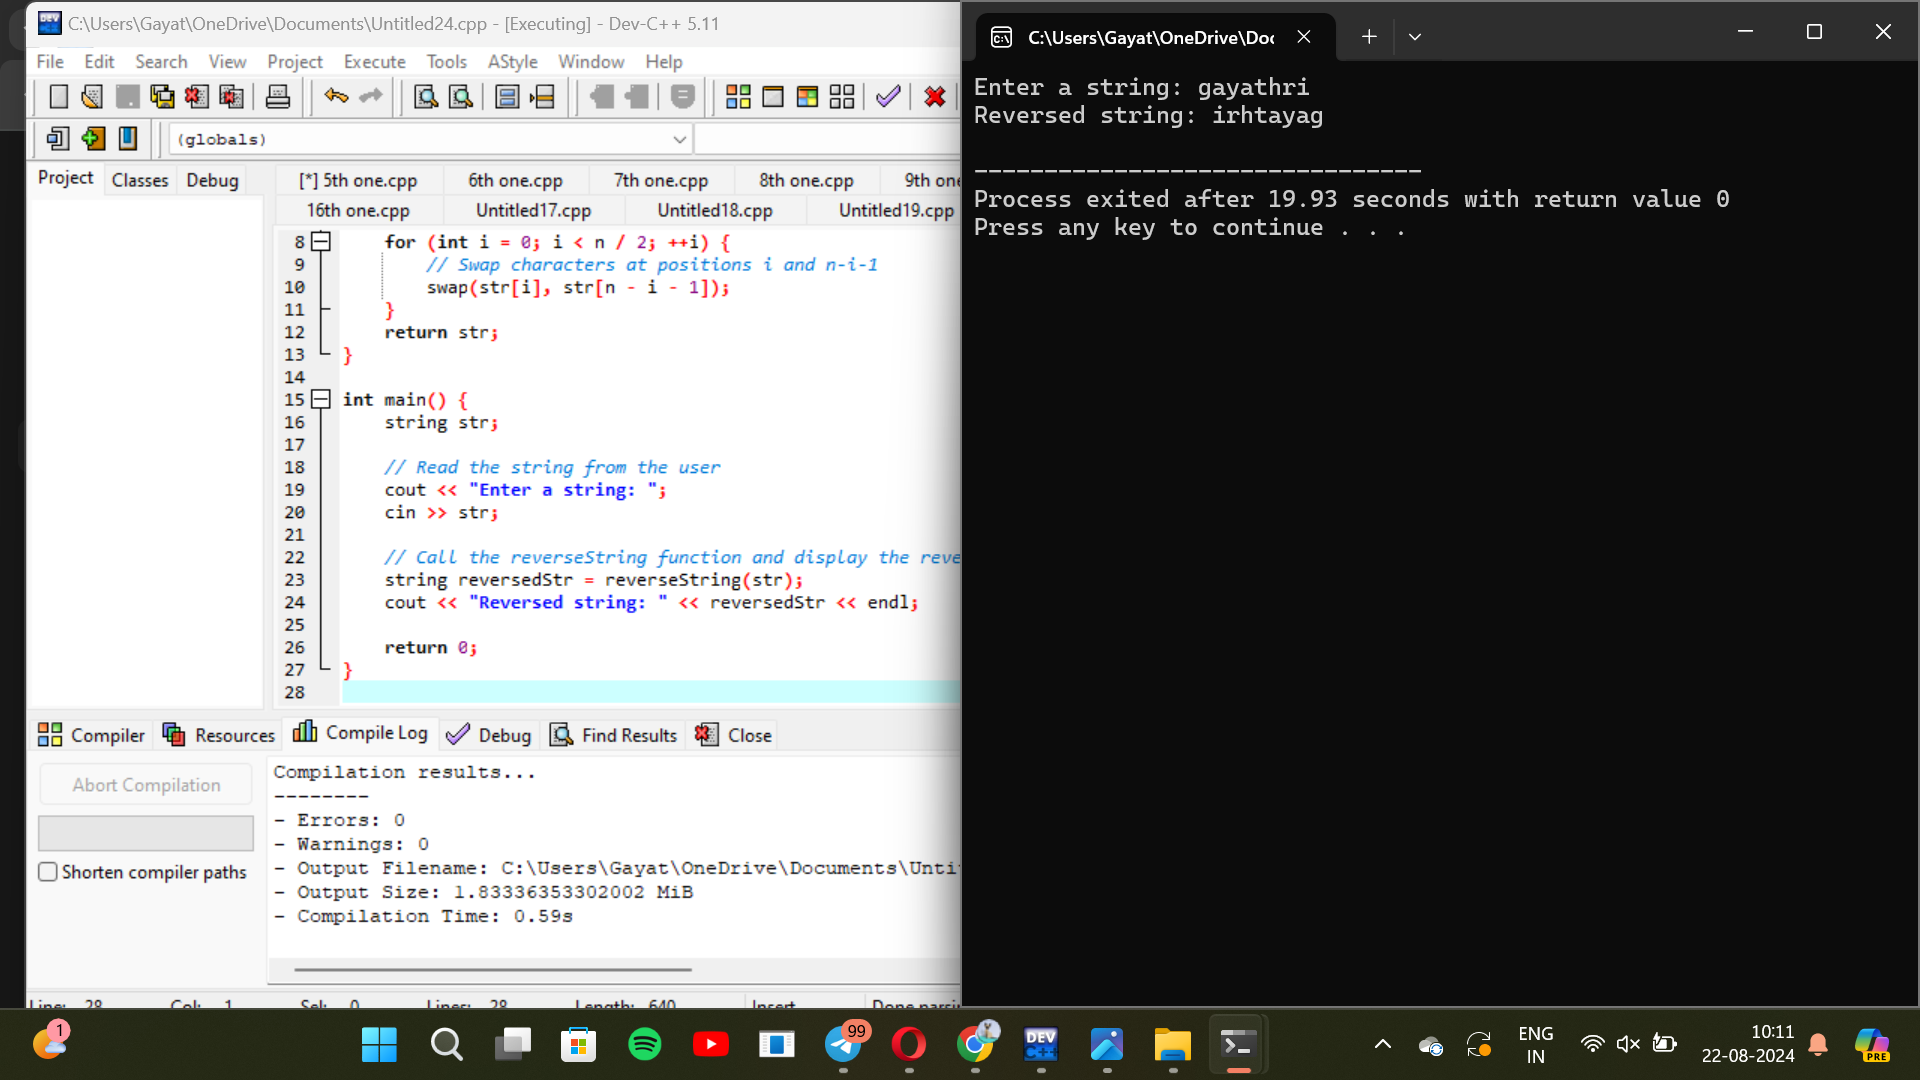 C:\Users\Gayat\OneDrive\Documents\Untitled24.cpp - [Executing] - Dev-C++ 5.11
File Edit Search View Project Execute Tools AStyle Window Help
(globals)
Project Classes Debug
[*] 5th one.cpp 6th one.cpp 7th one.cpp 8th one.cpp 9th one
16th one.cpp Untitled17.cpp Untitled18.cpp Untitled19.cpp
8 for (int i = 0; i < n / 2; ++i) {
9 // Swap characters at positions i and n-i-1
10 swap(str[i], str[n - i - 1]);
11 }
12 return str;
13 }
14
15 int main() {
16 string str;
17
18 // Read the string from the user
19 cout << "Enter a string: ";
20 cin >> str;
21
22 // Call the reverseString function and display the reve
23 string reversedStr = reverseString(str);
24 cout << "Reversed string: " << reversedStr << endl;
25
26 return 0;
27 }
28
Compiler Resources Compile Log Debug Find Results Close
Abort Compilation
Shorten compiler paths
Compilation results...
--------
- Errors: 0
- Warnings: 0
- Output Filename: C:\Users\Gayat\OneDrive\Documents\Unti
- Output Size: 1.83336353302002 MiB
- Compilation Time: 0.59s
Line: 28 Col: 1 Sel: 0 Lines: 28 Length: 640 Insert Done parsin
C:\Users\Gayat\OneDrive\Doc
Enter a string: gayathri
Reversed string: irhtayag
--------------------------------
Process exited after 19.93 seconds with return value 0
Press any key to continue . . .
1
99
DEV
C++
ENG
IN
10:11
22-08-2024
PRE